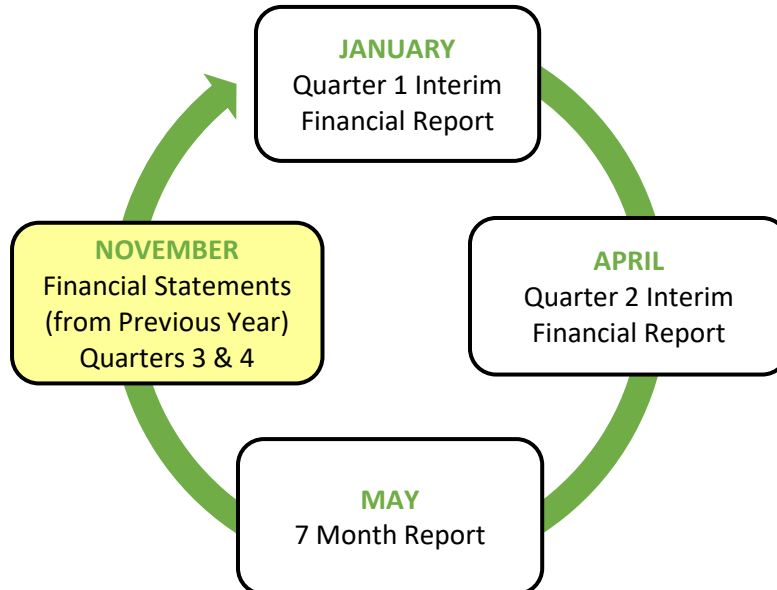 JANUARY
Quarter 1 Interim
Financial Report
APRIL
Quarter 2 Interim
Financial Report
MAY
7 Month Report
NOVEMBER
Financial Statements
(from Previous Year)
Quarters 3 & 4